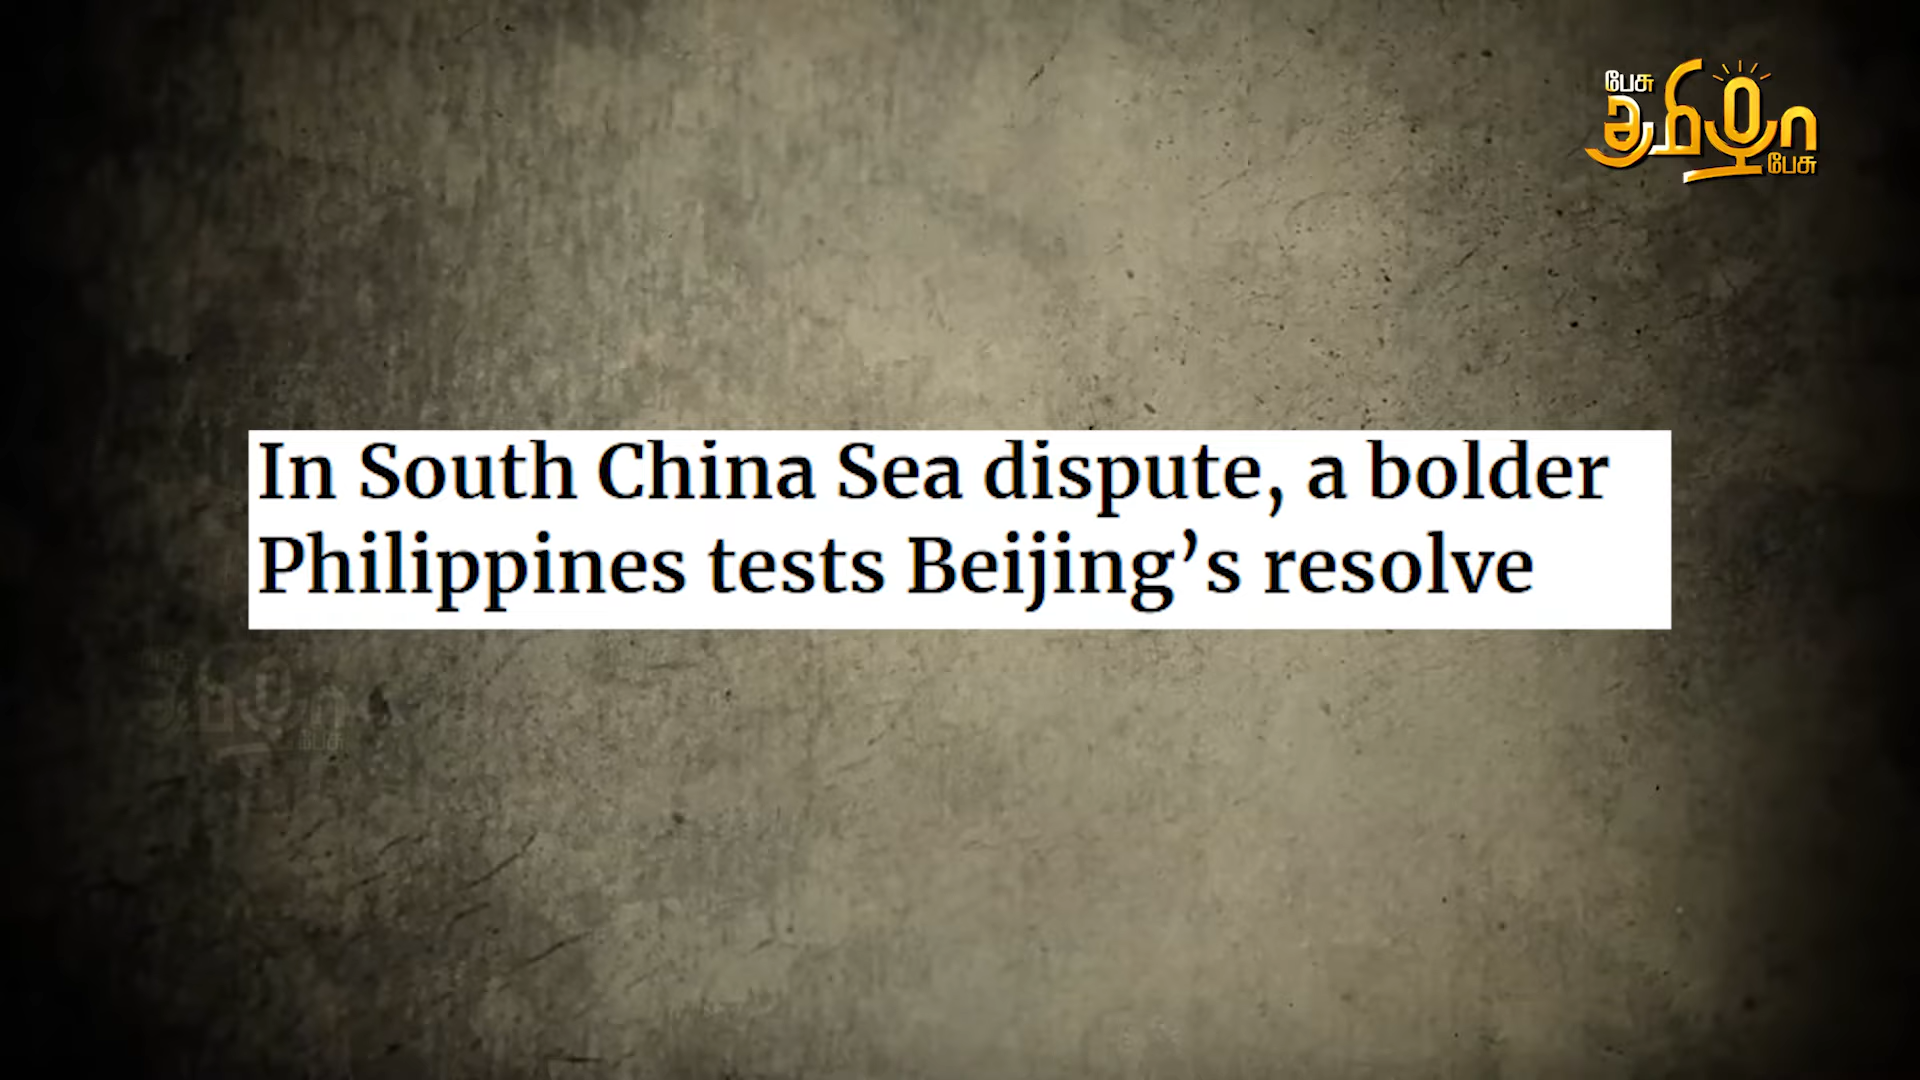 பேசு
தமிழா
பேசு
In South China Sea dispute, a bolder
Philippines tests Beijing’s resolve